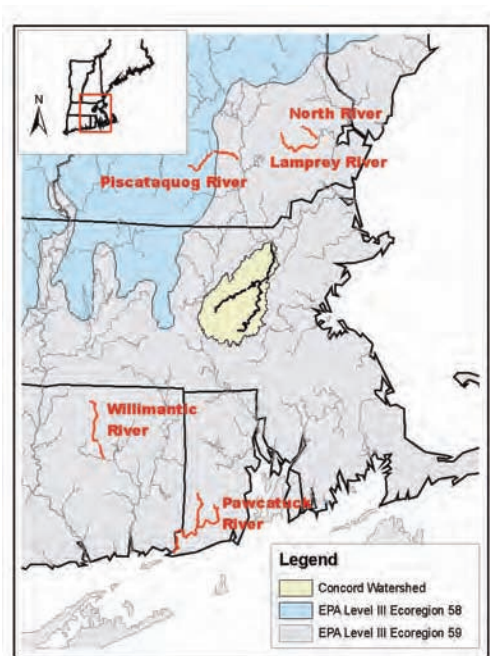 N
North River
Lamprey River
Piscataquog River
Willimantic
River
Pawcatuck
River
Legend
Concord Watershed
EPA Level III Ecoregion 58
EPA Level III Ecoregion 59